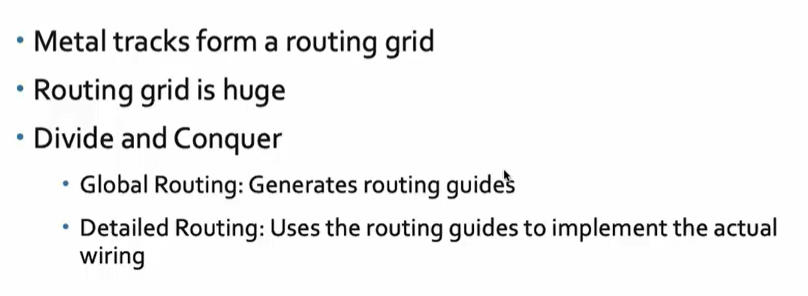 • Metal tracks form a routing grid
• Routing grid is huge
• Divide and Conquer
• Global Routing: Generates routing guides
• Detailed Routing: Uses the routing guides to implement the actual
wiring